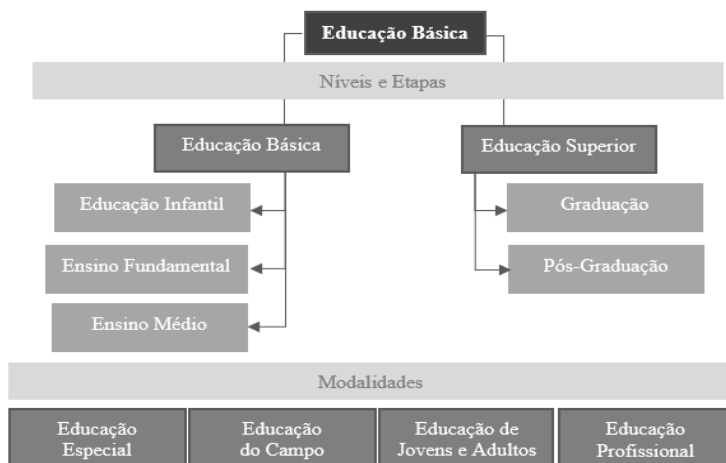 Educação Básica
Níveis e Etapas
Educação Básica
Educação Superior
Educação Infantil
Graduação
Ensino Fundamental
Pós-Graduação
Ensino Médio
Modalidades
Educação
Especial
Educação
do Campo
Educação de
Jovens e Adultos
Educação
Profissional